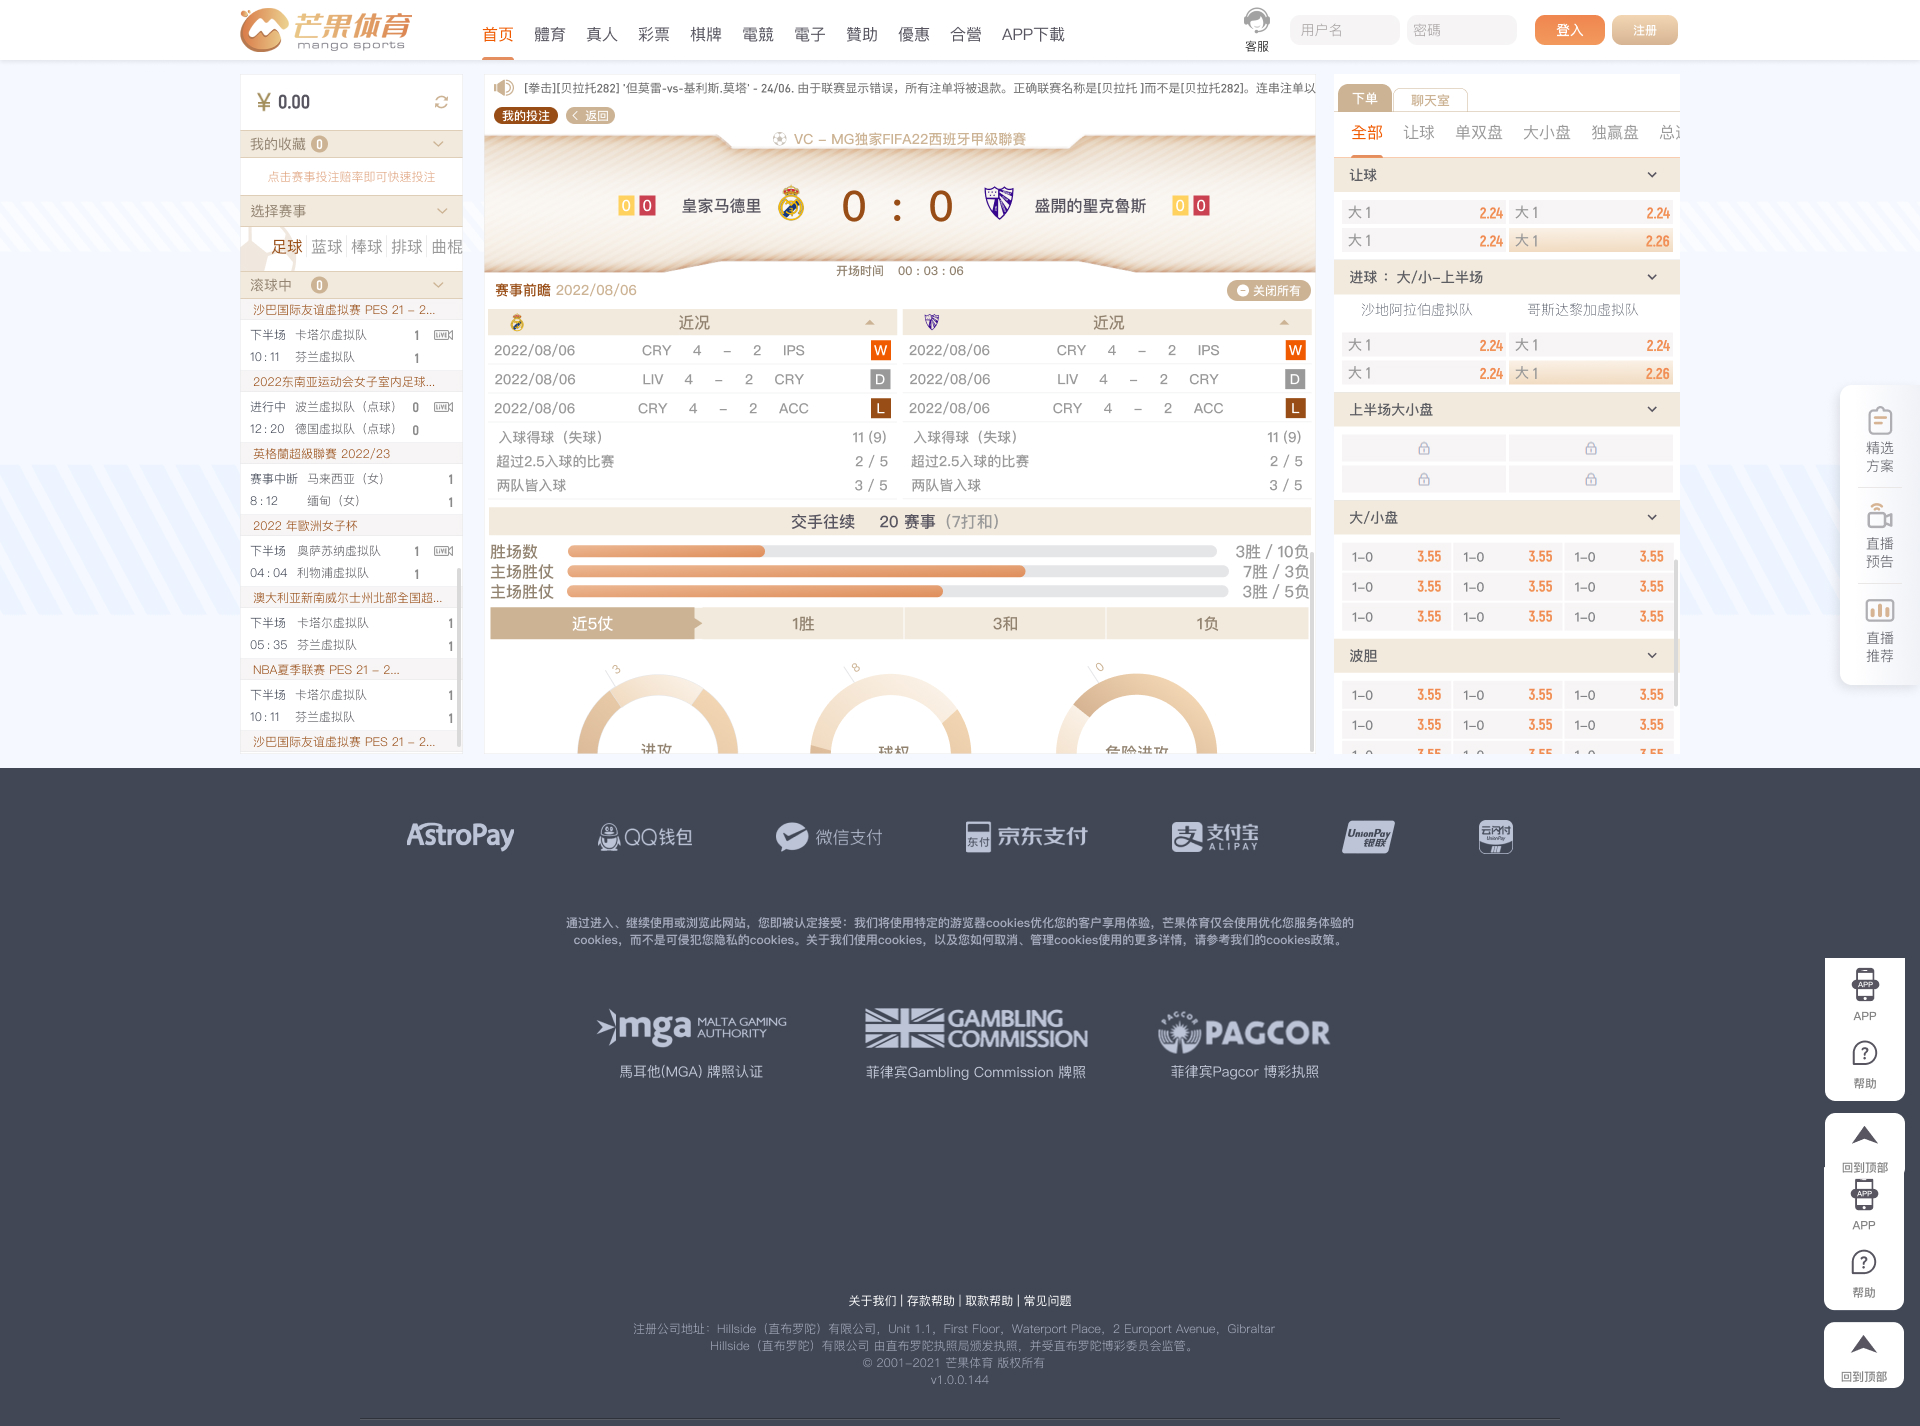 芒果体育
mango sports
首页 體育 真人 彩票 棋牌 電競 電子 贊助 優惠 合營 APP下載
客服
用户名
密碼
登入
注册
¥ 0.00
我的收藏 0
点击赛事投注赔率即可快速投注
选择赛事
足球 蓝球 棒球 排球 曲棍
滚球中 0
沙巴国际友谊虚拟赛 PES 21 – 2...
下半场 卡塔尔虚拟队 1 LIVE
10 : 11 芬兰虚拟队 1
2022东南亚运动会女子室内足球...
进行中 波兰虚拟队（点球） 0 LIVE
12 : 20 德国虚拟队（点球） 0
英格蘭超級聯賽 2022/23
赛事中断 马来西亚（女） 1
8 : 12 缅甸（女） 1
2022 年歐洲女子杯
下半场 奥萨苏纳虚拟队 1 LIVE
04 : 04 利物浦虚拟队 1
澳大利亚新南威尔士州北部全国超...
下半场 卡塔尔虚拟队 1
05 : 35 芬兰虚拟队 1
NBA夏季联赛 PES 21 – 2...
下半场 卡塔尔虚拟队 1
10 : 11 芬兰虚拟队 1
沙巴国际友谊虚拟赛 PES 21 – 2...
[拳击][贝拉托282] '但莫雷-vs-基利斯.莫塔' - 24/06. 由于联赛显示错误，所有注单将被退款。正确联赛名称是[贝拉托 ]而不是[贝拉托282]。连串注单以
我的投注
返回
VC – MG独家FIFA22西班牙甲級聯賽
0 0 皇家马德里 0 : 0 盛開的聖克魯斯 0 0
开场时间 00 : 03 : 06
赛事前瞻 2022/08/06
关闭所有
近况
2022/08/06 CRY 4 – 2 IPS W
2022/08/06 LIV 4 – 2 CRY D
2022/08/06 CRY 4 – 2 ACC L
入球得球（失球） 11 (9)
超过2.5入球的比赛 2 / 5
两队皆入球 3 / 5
近况
2022/08/06 CRY 4 – 2 IPS W
2022/08/06 LIV 4 – 2 CRY D
2022/08/06 CRY 4 – 2 ACC L
入球得球（失球） 11 (9)
超过2.5入球的比赛 2 / 5
两队皆入球 3 / 5
交手往续 20 赛事（7打和）
胜场数 3胜 / 10负
主场胜仗 7胜 / 3负
主场胜仗 3胜 / 5负
近5仗 1胜 3和 1负
3 8 0
进攻 球权 危险进攻
下单
聊天室
全部 让球 单双盘 大小盘 独赢盘
让球
大 1 2.24 大 1 2.24
大 1 2.24 大 1 2.26
进球 ： 大/小–上半场
沙地阿拉伯虚拟队 哥斯达黎加虚拟队
大 1 2.24 大 1 2.24
大 1 2.24 大 1 2.26
上半场大小盘
大/小盘
1–0 3.55 1–0 3.55 1–0 3.55
1–0 3.55 1–0 3.55 1–0 3.55
1–0 3.55 1–0 3.55 1–0 3.55
波胆
1–0 3.55 1–0 3.55 1–0 3.55
1–0 3.55 1–0 3.55 1–0 3.55
1–0 3.55 1–0 3.55 1–0 3.55
精选
方案
直播
预告
直播
推荐
AstroPay
QQ钱包
微信支付
东付 京东支付
支 支付宝
ALIPAY
UnionPay
银联
云闪付
UnionPay
通过进入、继续使用或浏览此网站，您即被认定接受：我们将使用特定的游览器cookies优化您的客户享用体验，芒果体育仅会使用优化您服务体验的
cookies，而不是可侵犯您隐私的cookies。关于我们使用cookies，以及您如何取消、管理cookies使用的更多详情，请参考我们的cookies政策。
mga MALTA GAMING
AUTHORITY
馬耳他(MGA) 牌照认证
GAMBLING
COMMISSION
菲律宾Gambling Commission 牌照
PAGCOR
PAGCOR
菲律宾Pagcor 博彩执照
APP
APP
帮助
回到顶部
APP
APP
帮助
回到顶部
关于我们 | 存款帮助 | 取款帮助 | 常见问题
注册公司地址：Hillside（直布罗陀）有限公司，Unit 1.1，First Floor，Waterport Place，2 Europort Avenue，Gibraltar
Hillside（直布罗陀）有限公司 由直布罗陀执照局颁发执照，并受直布罗陀博彩委员会监管。
© 2001–2021 芒果体育 版权所有
v1.0.0.144